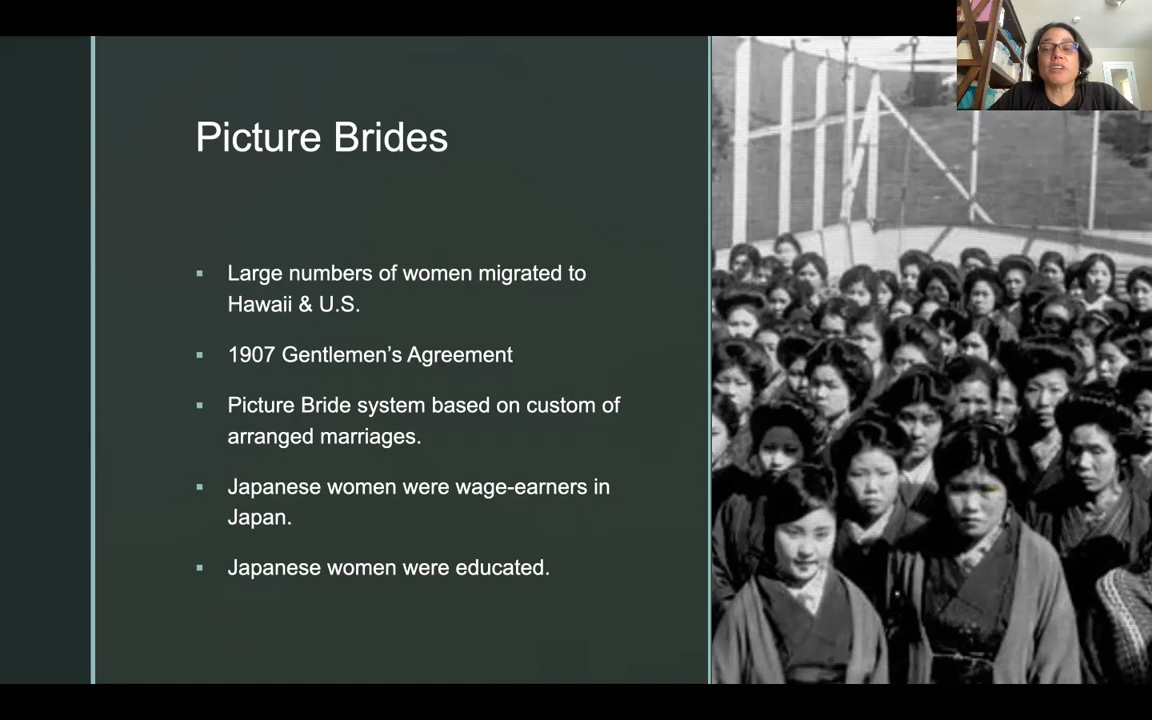 Picture Brides
▪ Large numbers of women migrated to
Hawaii & U.S.
▪ 1907 Gentlemen’s Agreement
▪ Picture Bride system based on custom of
arranged marriages.
▪ Japanese women were wage-earners in
Japan.
▪ Japanese women were educated.